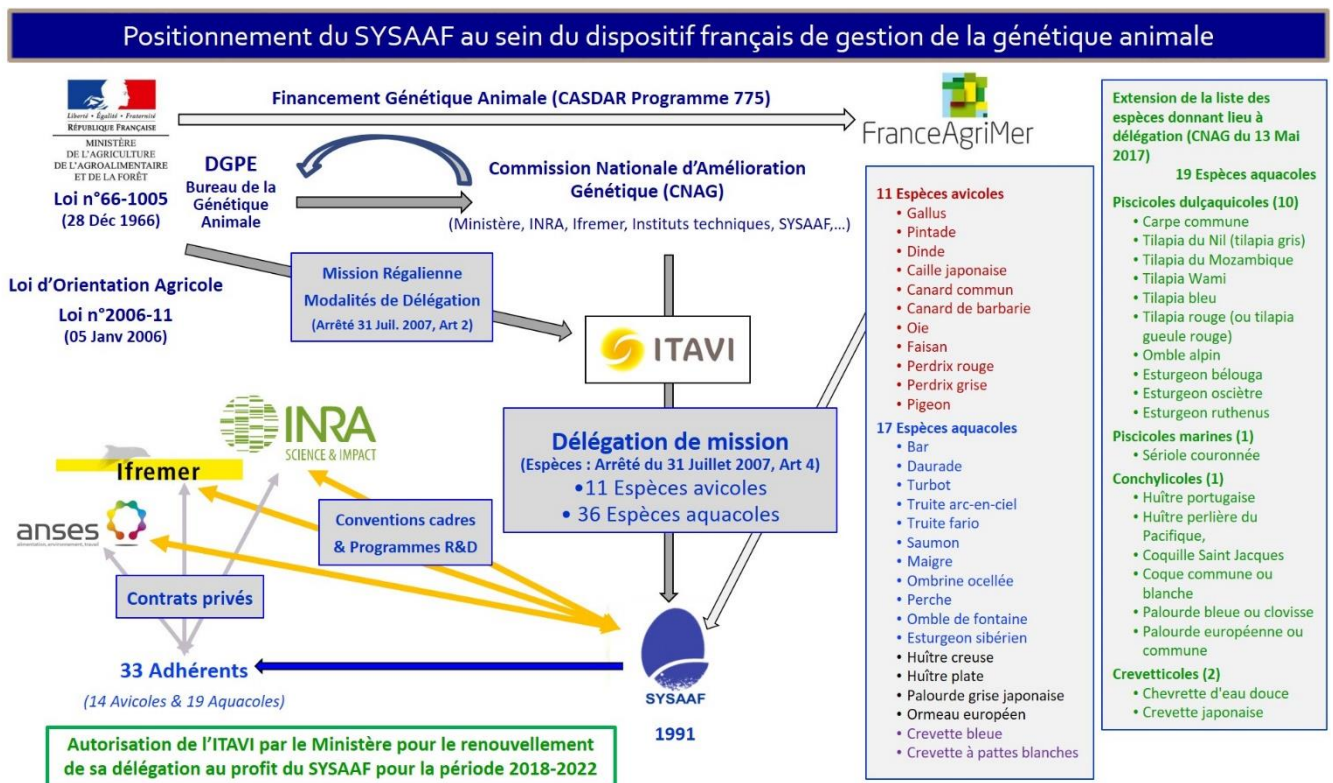 Positionnement du SYSAAF au sein du dispositif français de gestion de la génétique animale
Liberté • Égalité • Fraternité
RÉPUBLIQUE FRANÇAISE
MINISTÈRE
DE L'AGRICULTURE
DE L'AGROALIMENTAIRE
ET DE LA FORÊT
Loi n°66-1005
(28 Déc 1966)
Financement Génétique Animale (CASDAR Programme 775)
FranceAgriMer
DGPE
Bureau de la
Génétique
Animale
Commission Nationale d'Amélioration
Génétique (CNAG)
(Ministère, INRA, Ifremer, Instituts techniques, SYSAAF,...)
Loi d'Orientation Agricole
Loi n°2006-11
(05 Janv 2006)
Mission Régalienne
Modalités de Délégation
(Arrêté 31 Juil. 2007, Art 2)
ITAVI
Délégation de mission
(Espèces : Arrêté du 31 Juillet 2007, Art 4)
•11 Espèces avicoles
• 36 Espèces aquacoles
INRA
SCIENCE & IMPACT
Ifremer
anses
alimentation, environnement, travail
Conventions cadres
& Programmes R&D
Contrats privés
33 Adhérents
(14 Avicoles & 19 Aquacoles)
SYSAAF
1991
Autorisation de l'ITAVI par le Ministère pour le renouvellement
de sa délégation au profit du SYSAAF pour la période 2018-2022
11 Espèces avicoles
• Gallus
• Pintade
• Dinde
• Caille japonaise
• Canard commun
• Canard de barbarie
• Oie
• Faisan
• Perdrix rouge
• Perdrix grise
• Pigeon
17 Espèces aquacoles
• Bar
• Daurade
• Turbot
• Truite arc-en-ciel
• Truite fario
• Saumon
• Maigre
• Ombrine ocellée
• Perche
• Omble de fontaine
• Esturgeon sibérien
• Huître creuse
• Huître plate
• Palourde grise japonaise
• Ormeau européen
• Crevette bleue
• Crevette à pattes blanches
Extension de la liste des
espèces donnant lieu à
délégation (CNAG du 13 Mai
2017)
19 Espèces aquacoles
Piscicoles dulçaquicoles (10)
• Carpe commune
• Tilapia du Nil (tilapia gris)
• Tilapia du Mozambique
• Tilapia Wami
• Tilapia bleu
• Tilapia rouge (ou tilapia
gueule rouge)
• Omble alpin
• Esturgeon bélouga
• Esturgeon osciètre
• Esturgeon ruthenus
Piscicoles marines (1)
• Sériole couronnée
Conchylicoles (1)
• Huître portugaise
• Huître perlière du
Pacifique,
• Coquille Saint Jacques
• Coque commune ou
blanche
• Palourde bleue ou clovisse
• Palourde européenne ou
commune
Crevetticoles (2)
• Chevrette d'eau douce
• Crevette japonaise